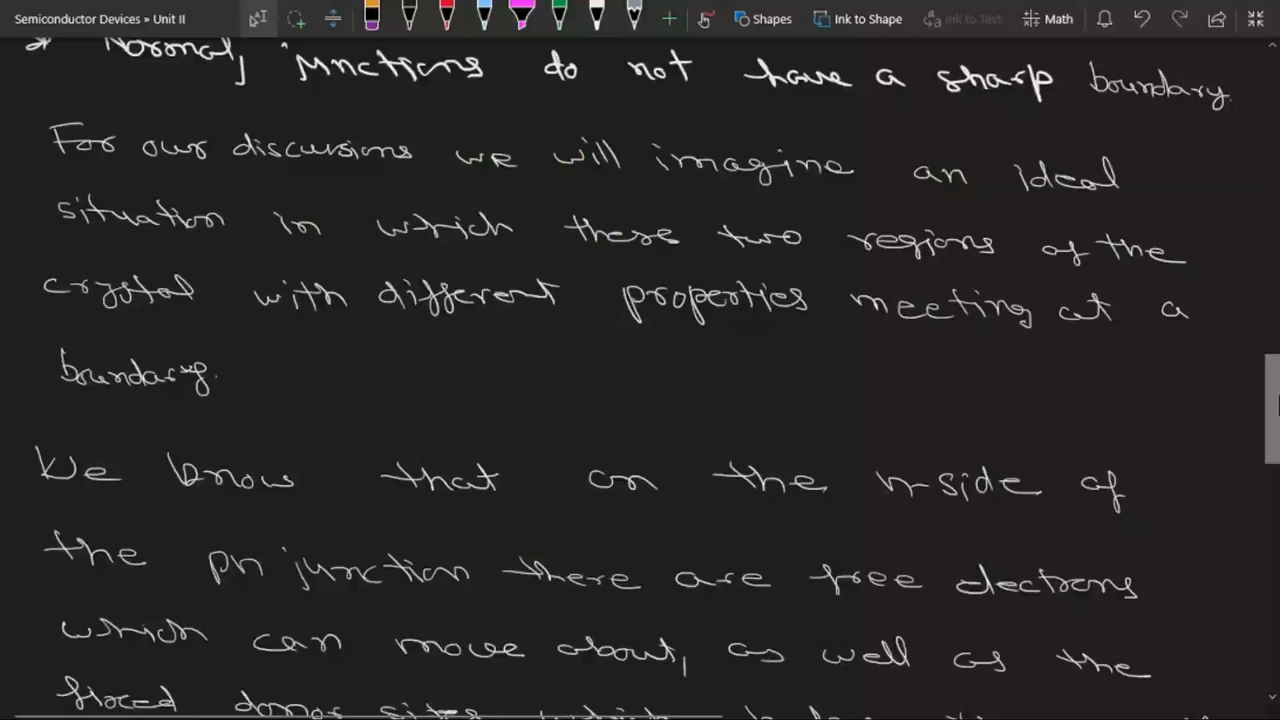 Semiconductor Devices » Unit II
Shapes
Ink to Shape
Ink to Text
Math
* Normal, junctions do not have a sharp boundary.
For our discussions we will imagine an ideal
situation in which these two regions of the
crystal with different properties meeting at a
boundary.
We know that on the n-side of
the pn junction there are free electrons
which can move about, as well as the
fixed donor sites which